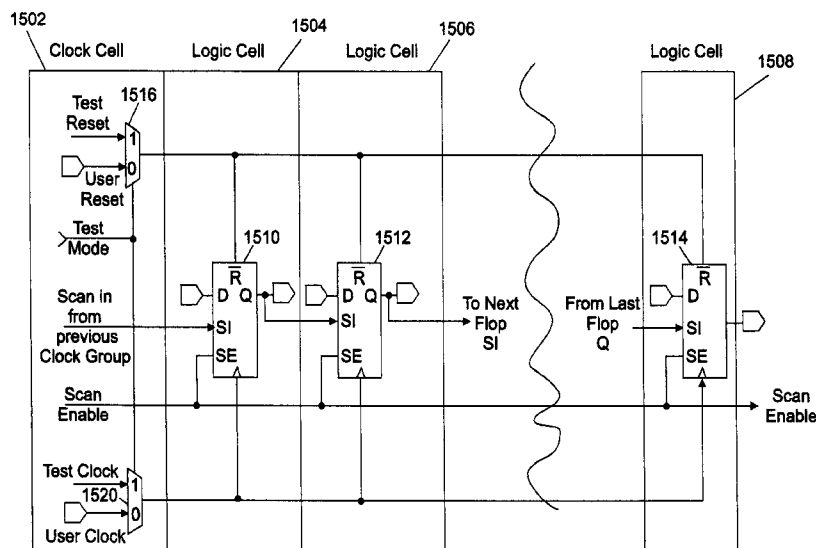 1502
Clock Cell
Logic Cell
1504
Logic Cell
1506
Logic Cell
1508
Test
Reset
1516
1
0
User
Reset
Test
Mode
1510
R
D Q
SI
SE
1512
R
D Q
SI
SE
1514
R
D
SI
SE
Scan in
from
previous
Clock Group
To Next
Flop
SI
From Last
Flop
Q
Scan
Enable
Scan
Enable
Test Clock
1520
1
0
User Clock